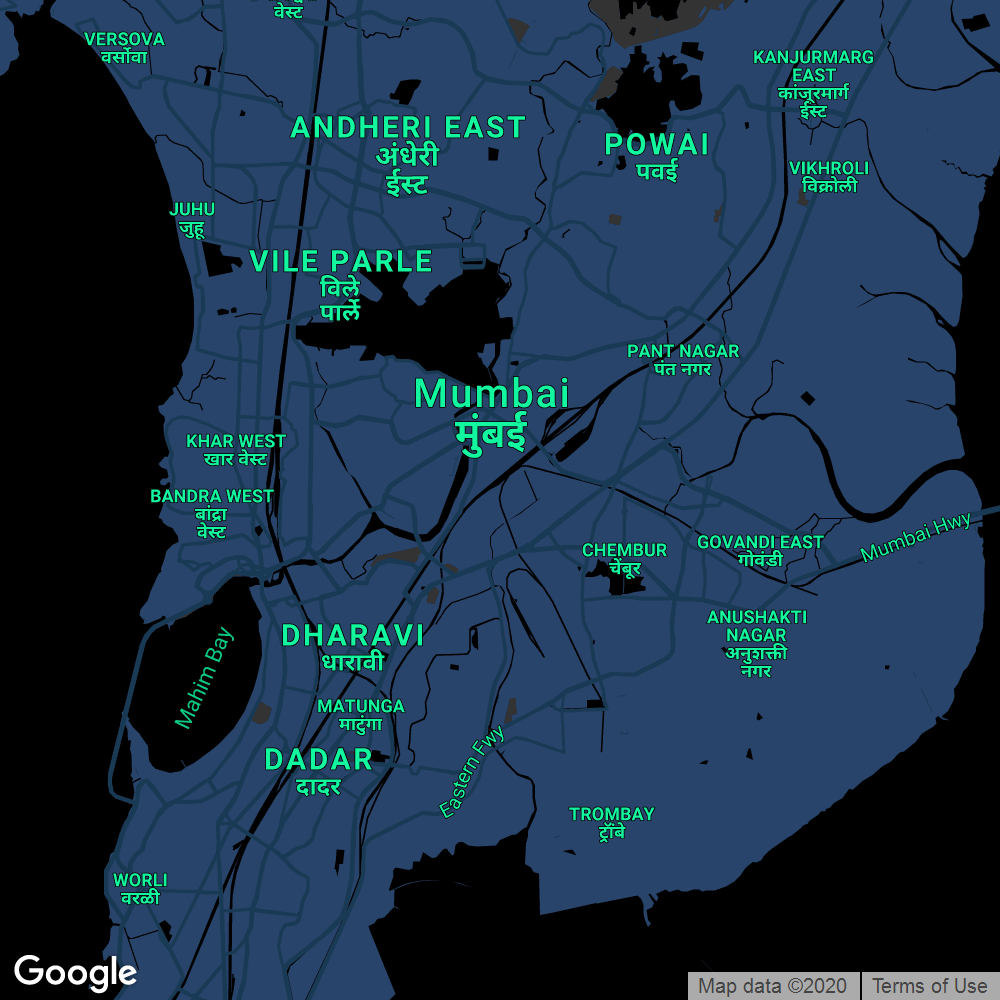 वेस्ट
VERSOVA
वर्सोवा
KANJURMARG
EAST
कांजूरमार्ग
ईस्ट
ANDHERI EAST
अंधेरी
ईस्ट
POWAI
पवई
VIKHROLI
विक्रोली
JUHU
जुहू
VILE PARLE
विले
पार्ले
PANT NAGAR
पंत नगर
Mumbai
मुंबई
KHAR WEST
खार वेस्ट
BANDRA WEST
बांद्रा
वेस्ट
Mumbai Hwy
GOVANDI EAST
गोवंडी
CHEMBUR
चेंबूर
ANUSHAKTI
NAGAR
अनुशक्ती
नगर
DHARAVI
धारावी
Mahim Bay
MATUNGA
माटुंगा
DADAR
दादर
Eastern Fwy
TROMBAY
ट्रॉंबे
WORLI
वरळी
Google
Map data ©2020
Terms of Use